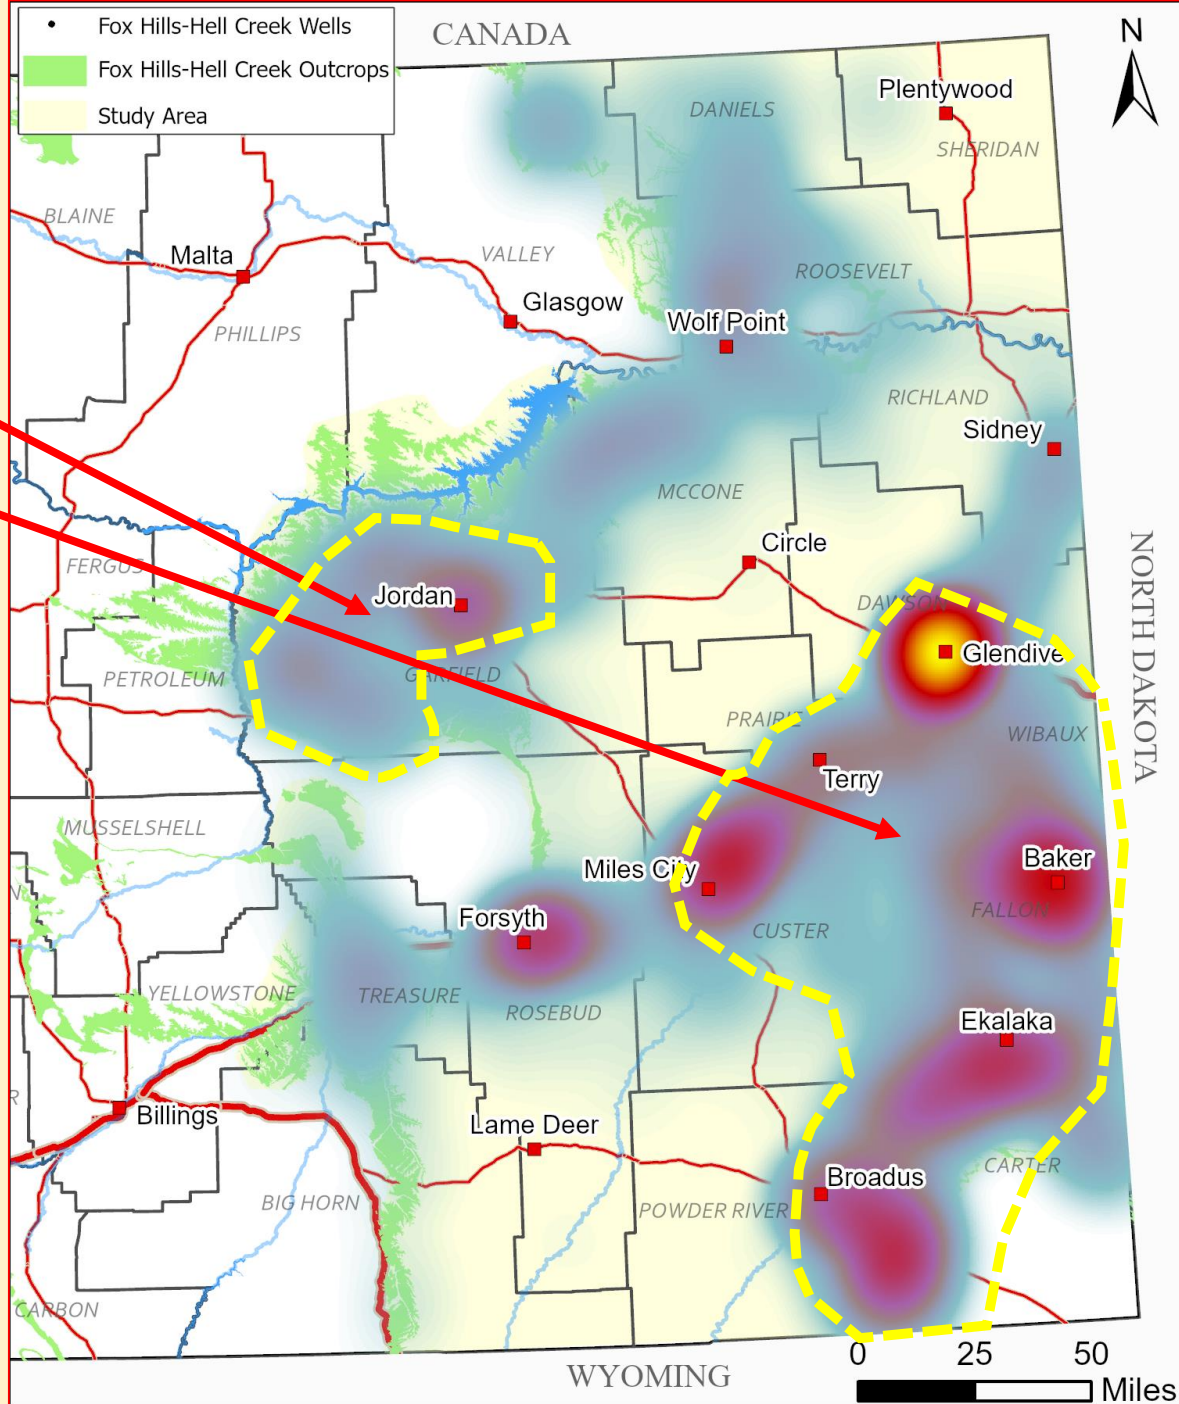 Fox Hills-Hell Creek Wells
Fox Hills-Hell Creek Outcrops
Study Area
CANADA
N
DANIELS
Plentywood
SHERIDAN
BLAINE
Malta
VALLEY
ROOSEVELT
Glasgow
PHILLIPS
Wolf Point
RICHLAND
Sidney
MCCONE
Circle
FERGUS
Jordan
DAWSON
NORTH DAKOTA
Glendive
PETROLEUM
GARFIELD
PRAIRIE
WIBAUX
Terry
MUSSELSHELL
Miles City
Baker
N
Forsyth
FALLON
CUSTER
YELLOWSTONE
TREASURE
ROSEBUD
Ekalaka
R
Billings
Lame Deer
CARTER
Broadus
BIG HORN
POWDER RIVER
CARBON
WYOMING
0 25 50
Miles